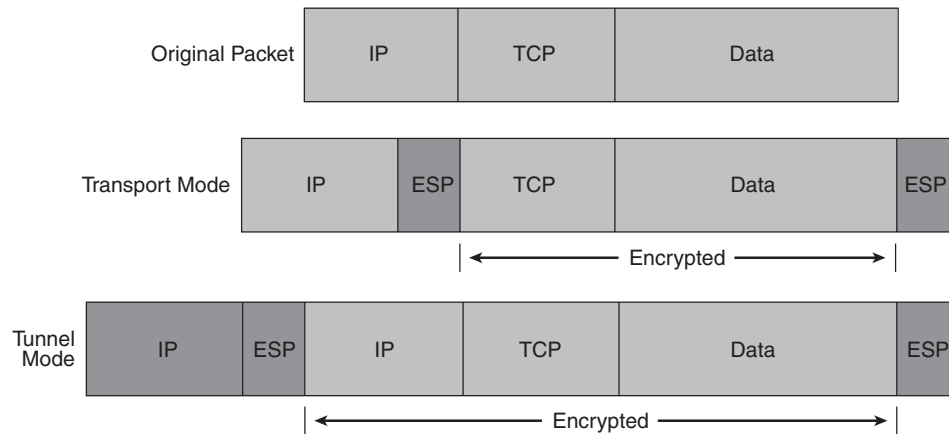 Original Packet IP TCP Data
Transport Mode IP ESP TCP Data ESP
Encrypted
Tunnel
Mode
IP ESP IP TCP Data ESP
Encrypted